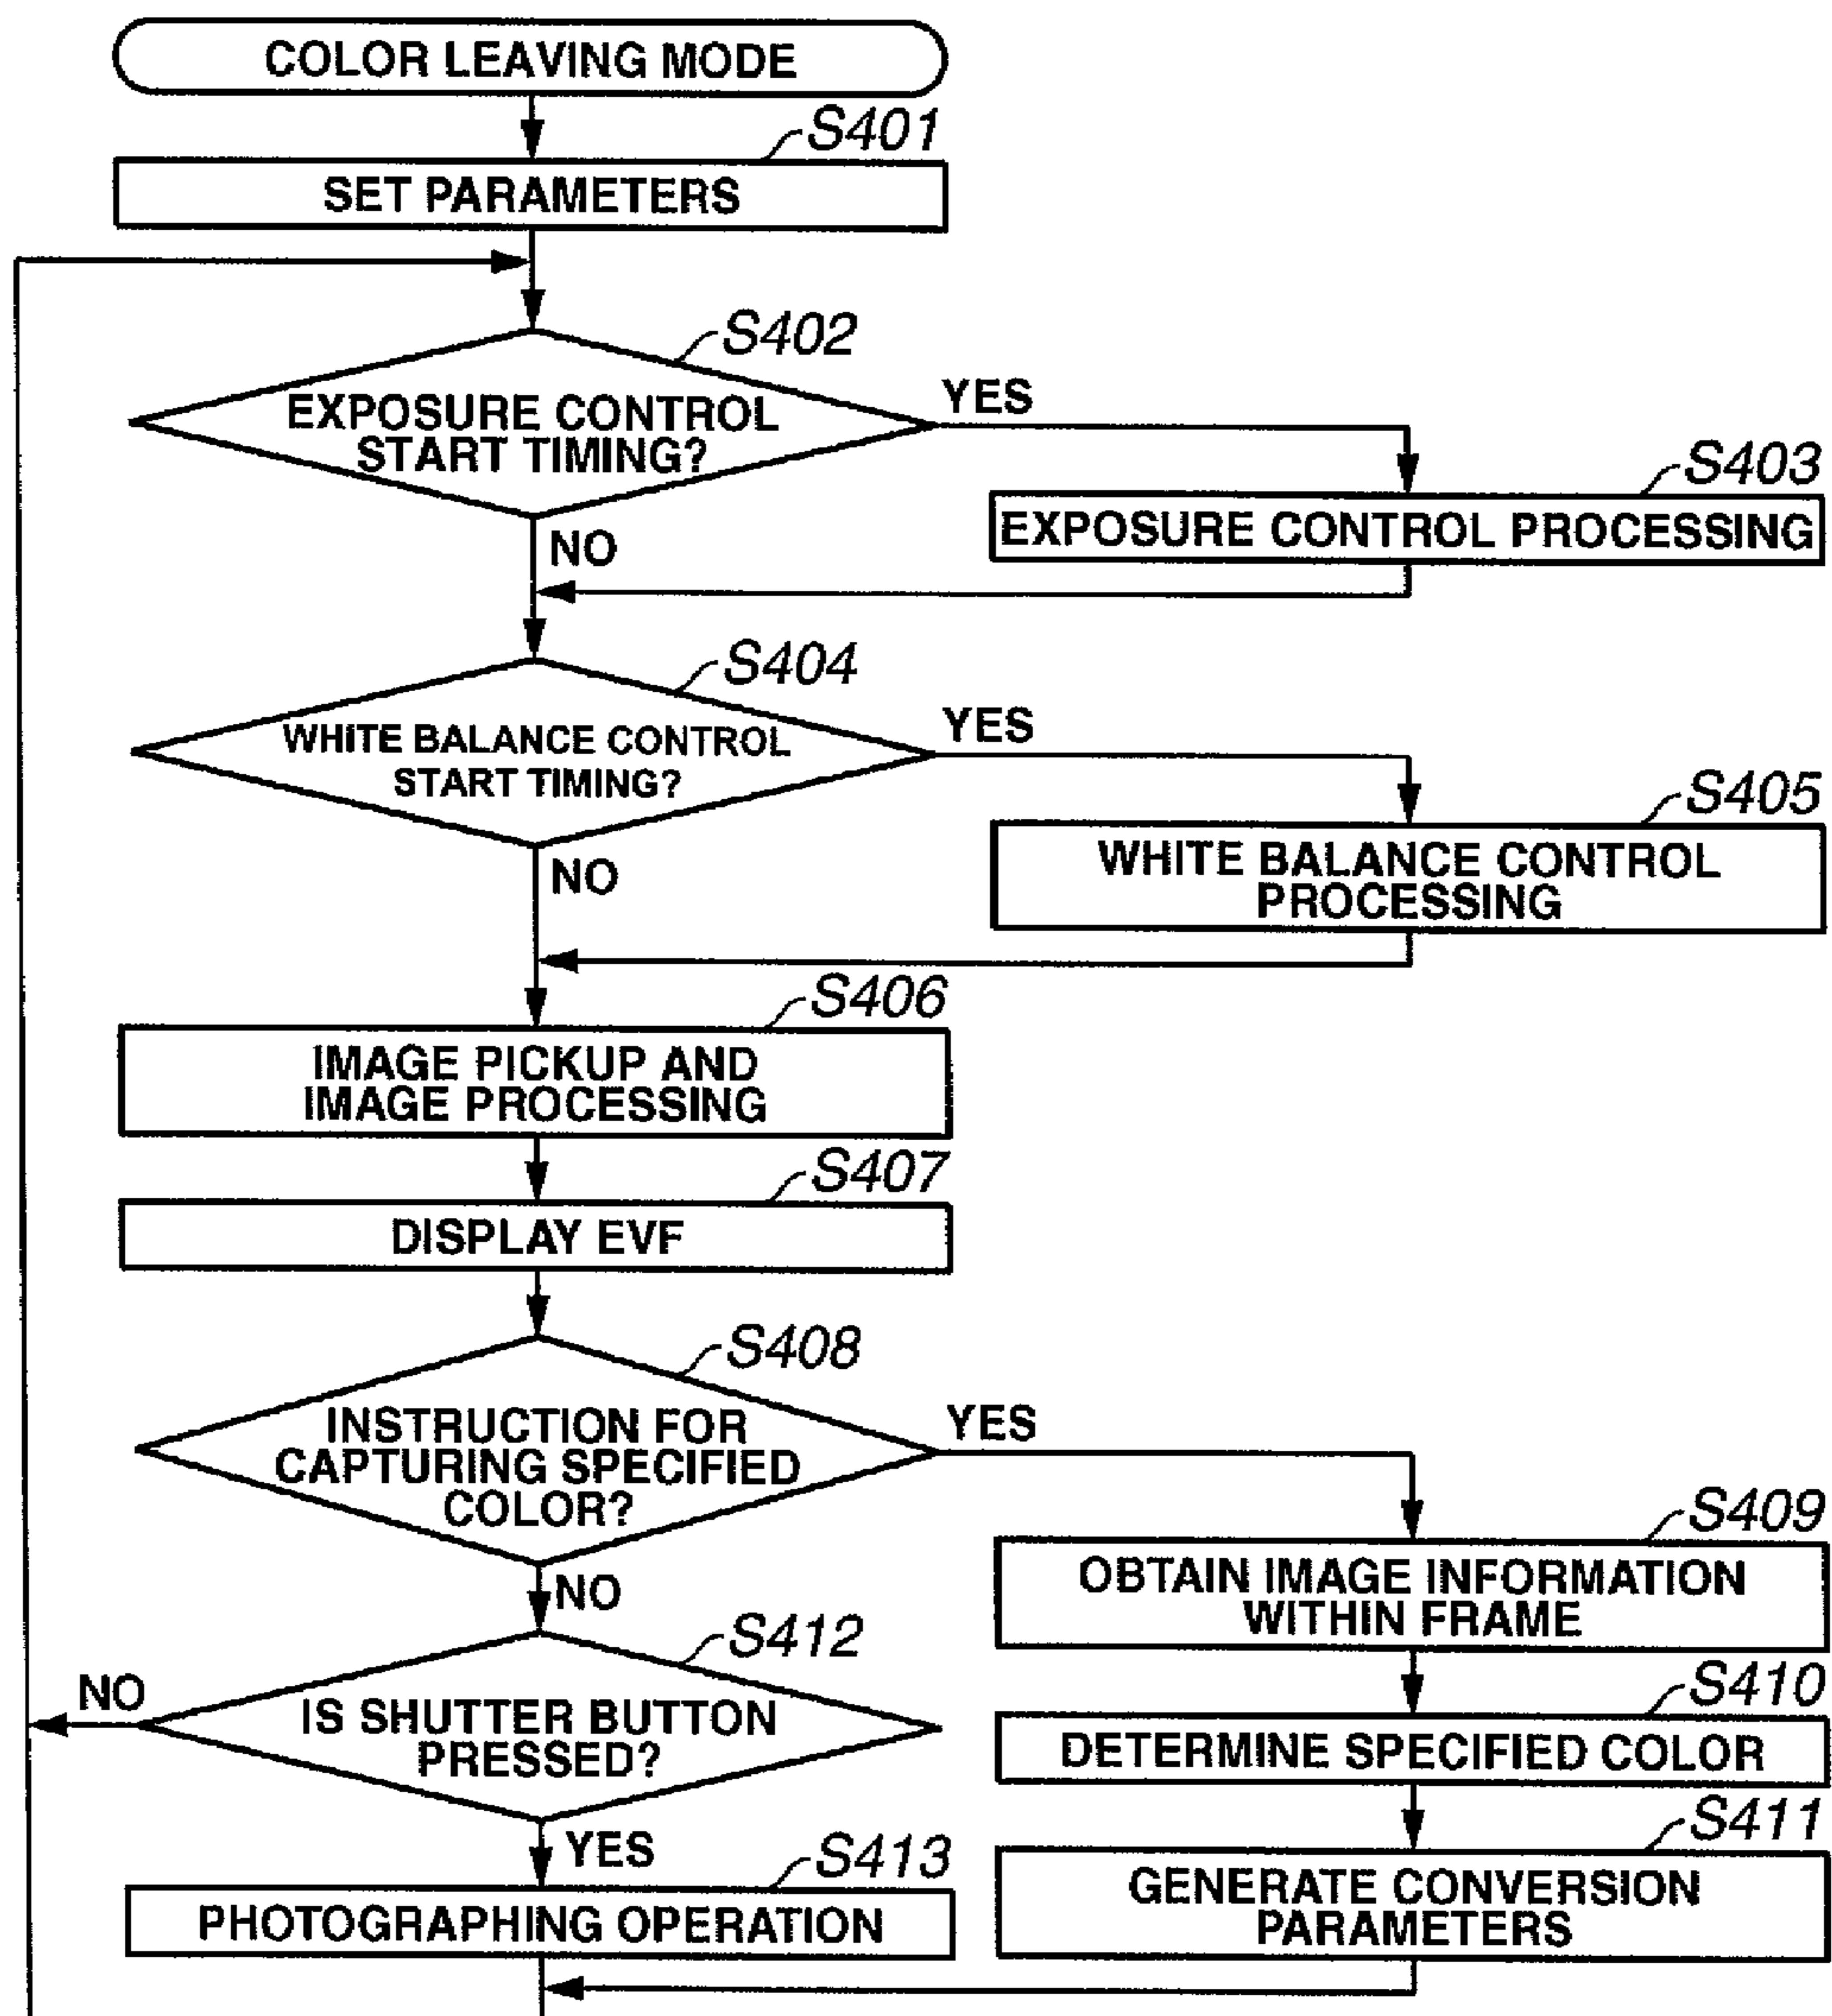 COLOR LEAVING MODE
S401
SET PARAMETERS
S402
EXPOSURE CONTROL
START TIMING?
YES
NO
S403
EXPOSURE CONTROL PROCESSING
S404
WHITE BALANCE CONTROL
START TIMING?
YES
NO
S405
WHITE BALANCE CONTROL
PROCESSING
S406
IMAGE PICKUP AND
IMAGE PROCESSING
S407
DISPLAY EVF
S408
INSTRUCTION FOR
CAPTURING SPECIFIED
COLOR?
YES
NO
S409
OBTAIN IMAGE INFORMATION
WITHIN FRAME
S410
DETERMINE SPECIFIED COLOR
S411
GENERATE CONVERSION
PARAMETERS
S412
IS SHUTTER BUTTON
PRESSED?
NO
YES
S413
PHOTOGRAPHING OPERATION